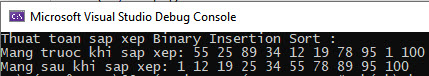 Microsoft Visual Studio Debug Console
Thuat toan sap xep Binary Insertion Sort :
Mang truoc khi sap xep: 55 25 89 34 12 19 78 95 1 100
Mang sau khi sap xep: 1 12 19 25 34 55 78 89 95 100